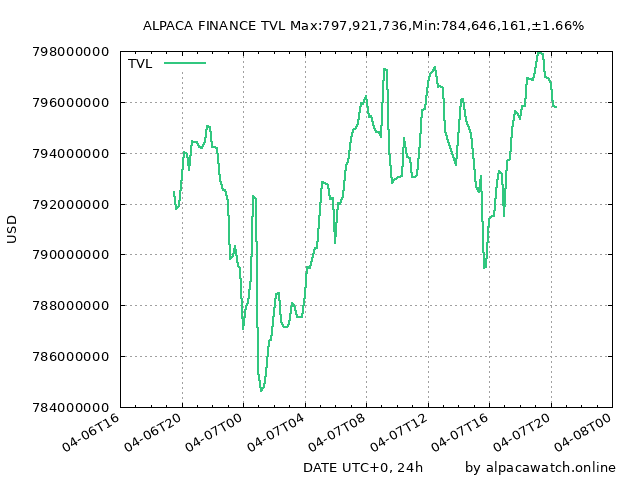 ALPACA FINANCE TVL Max:797,921,736,Min:784,646,161,±1.66%
798000000
TVL
796000000
794000000
792000000
790000000
788000000
786000000
784000000
USD
04-06T16
04-06T20
04-07T00
04-07T04
04-07T08
04-07T12
04-07T16
04-07T20
04-08T00
DATE UTC+0, 24h
by alpacawatch.online